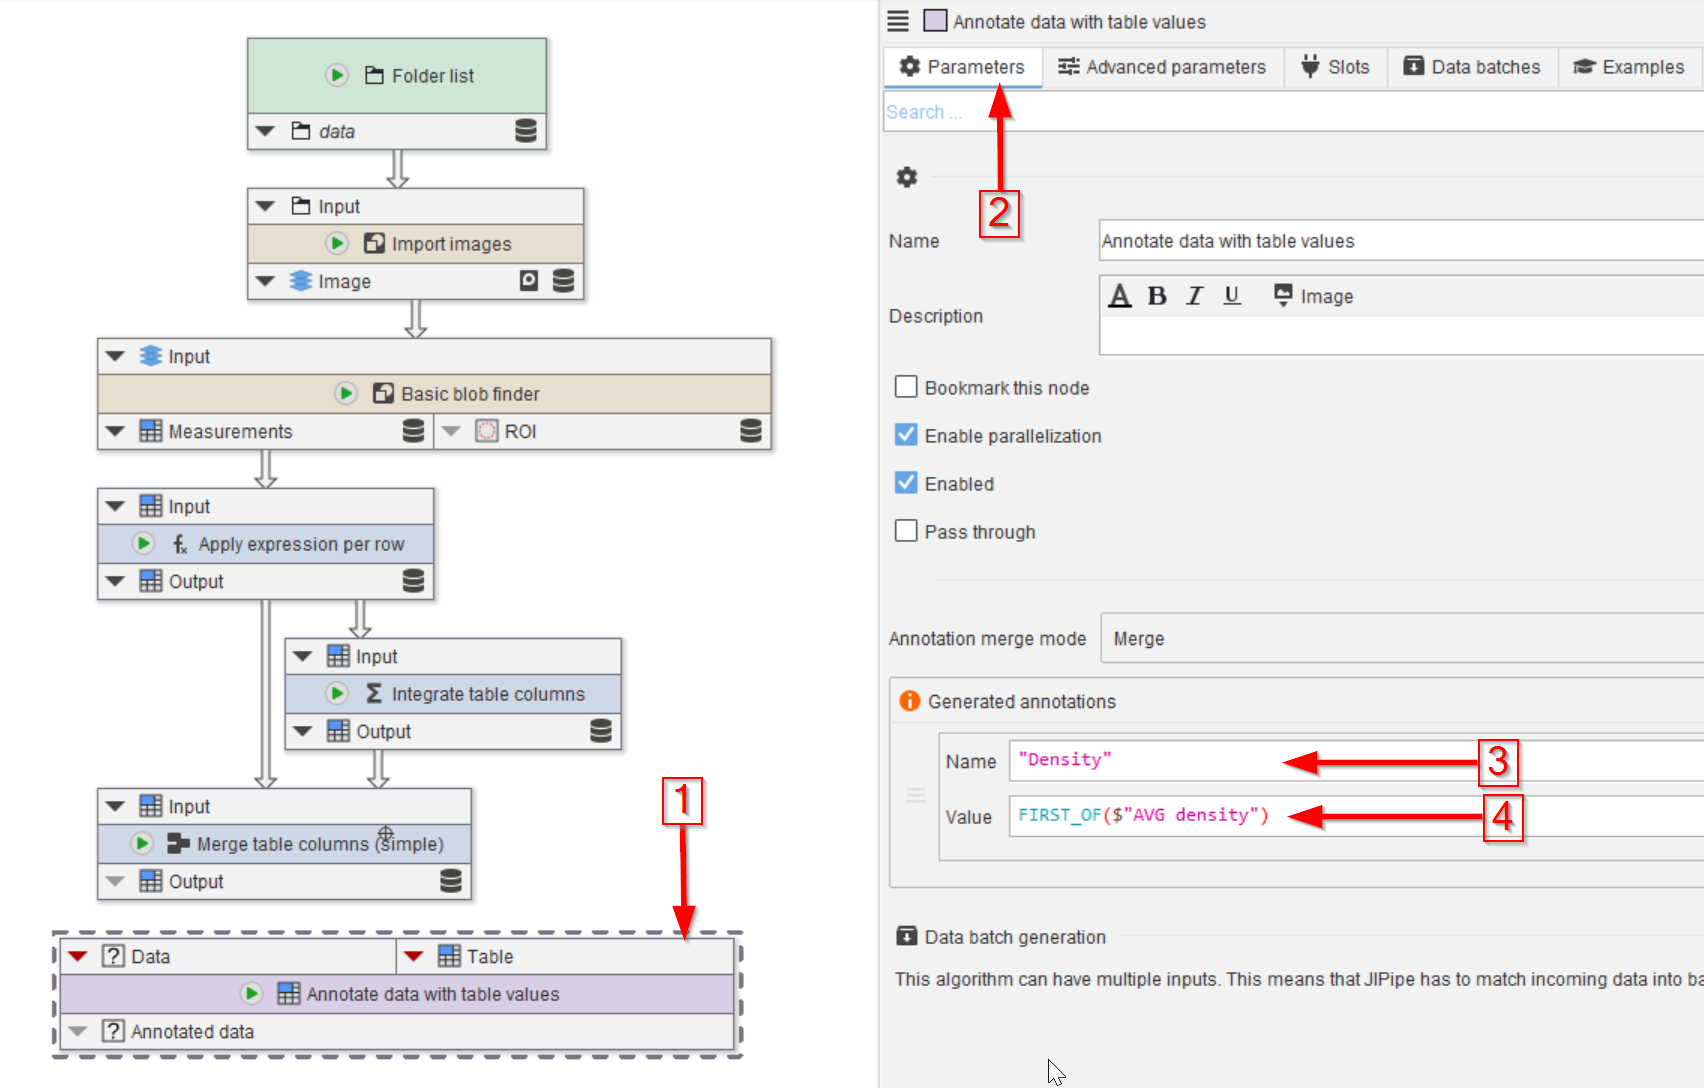 Folder list
data
Input
Import images
Image
Input
Basic blob finder
Measurements ROI
Input
Apply expression per row
Output
Input
Integrate table columns
Output
Input
Merge table columns (simple)
Output
1
? Data Table
Annotate data with table values
? Annotated data
Annotate data with table values
Parameters Advanced parameters Slots Data batches Examples
Search ...
2
Name Annotate data with table values
A B I U Image
Description
Bookmark this node
Enable parallelization
Enabled
Pass through
Annotation merge mode Merge
Generated annotations
Name "Density" 3
Value FIRST_OF($"AVG density") 4
Data batch generation
This algorithm can have multiple inputs. This means that JIPipe has to match incoming data into ba